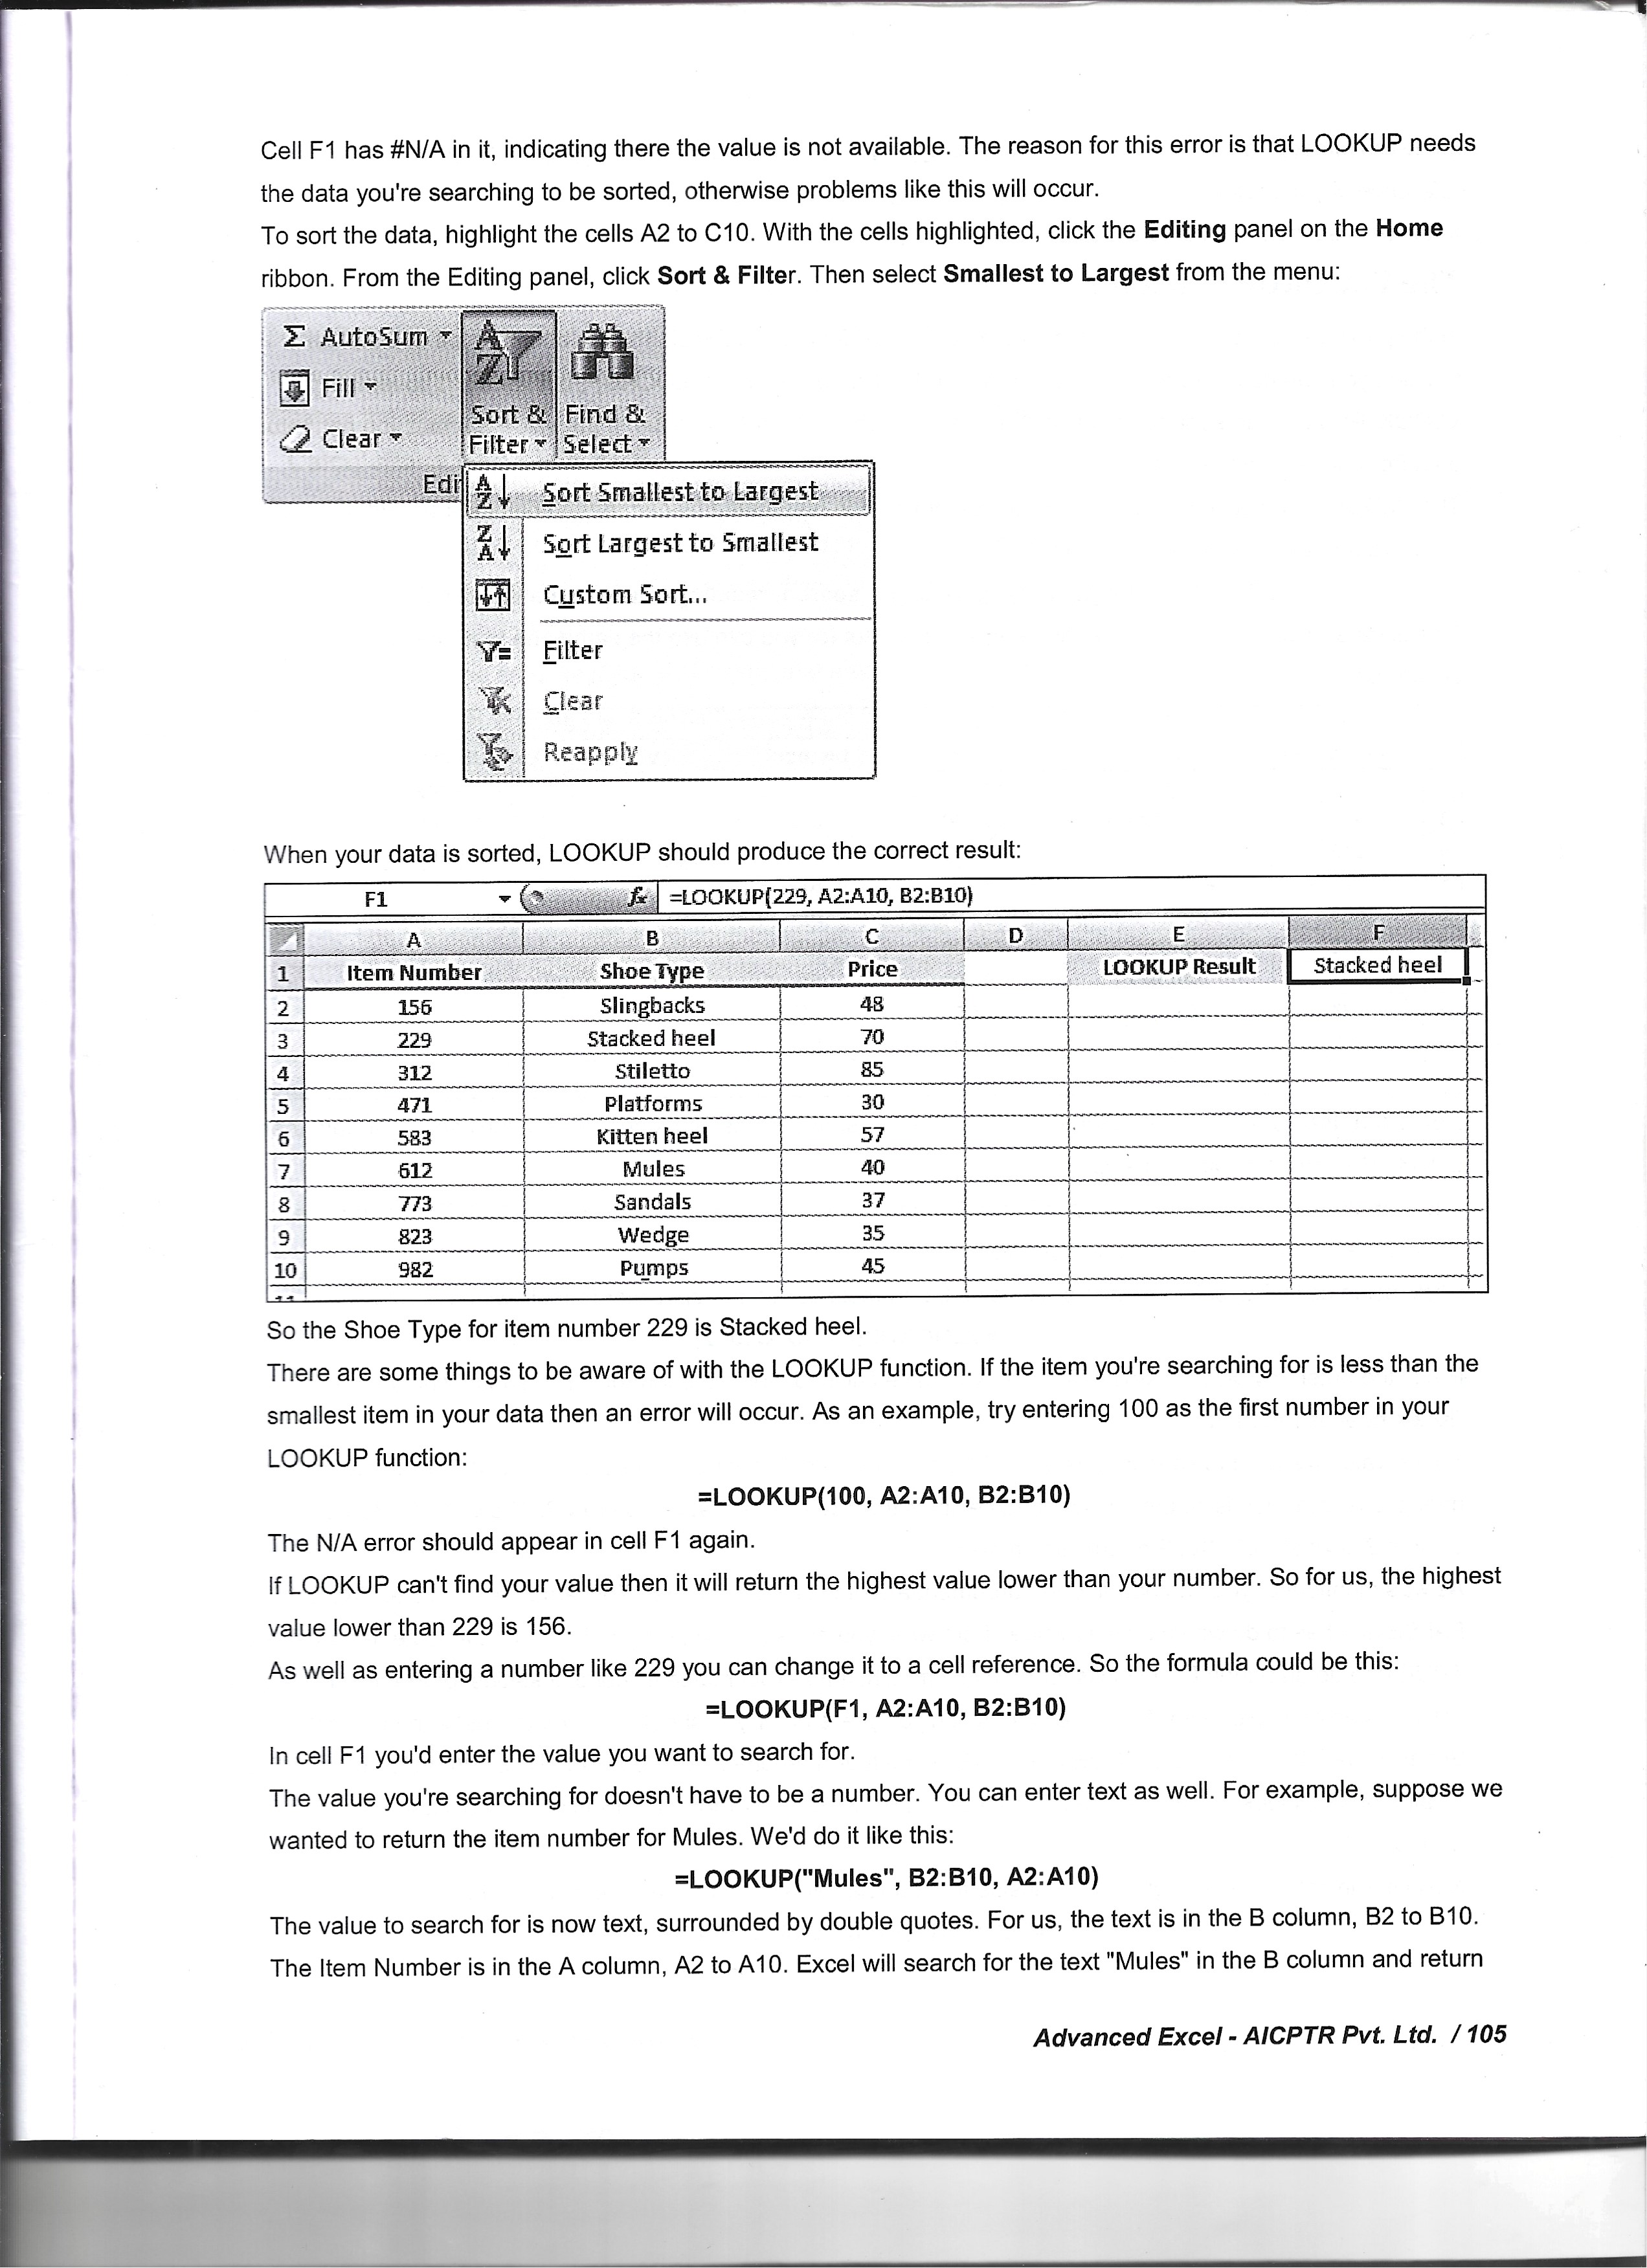 Cell F1 has #N/A in it, indicating there the value is not available. The reason for this error is that LOOKUP needs
the data you're searching to be sorted, otherwise problems like this will occur.
To sort the data, highlight the cells A2 to C10. With the cells highlighted, click the Editing panel on the Home
ribbon. From the Editing panel, click Sort & Filter. Then select Smallest to Largest from the menu:
Σ AutoSum
Fill
Clear
Sort & Filter
Find & Select
Edi
Sort Smallest to Largest
Sort Largest to Smallest
Custom Sort...
Filter
Clear
Reapply
When your data is sorted, LOOKUP should produce the correct result:
F1 fx =LOOKUP(229, A2:A10, B2:B10)
A B C D E F
1 Item Number Shoe Type Price LOOKUP Result Stacked heel
2 156 Slingbacks 48
3 229 Stacked heel 70
4 312 Stiletto 85
5 471 Platforms 30
6 583 Kitten heel 57
7 612 Mules 40
8 773 Sandals 37
9 823 Wedge 35
10 982 Pumps 45
So the Shoe Type for item number 229 is Stacked heel.
There are some things to be aware of with the LOOKUP function. If the item you're searching for is less than the
smallest item in your data then an error will occur. As an example, try entering 100 as the first number in your
LOOKUP function:
=LOOKUP(100, A2:A10, B2:B10)
The N/A error should appear in cell F1 again.
If LOOKUP can't find your value then it will return the highest value lower than your number. So for us, the highest
value lower than 229 is 156.
As well as entering a number like 229 you can change it to a cell reference. So the formula could be this:
=LOOKUP(F1, A2:A10, B2:B10)
In cell F1 you'd enter the value you want to search for.
The value you're searching for doesn't have to be a number. You can enter text as well. For example, suppose we
wanted to return the item number for Mules. We'd do it like this:
=LOOKUP("Mules", B2:B10, A2:A10)
The value to search for is now text, surrounded by double quotes. For us, the text is in the B column, B2 to B10.
The Item Number is in the A column, A2 to A10. Excel will search for the text "Mules" in the B column and return
Advanced Excel - AICPTR Pvt. Ltd. / 105